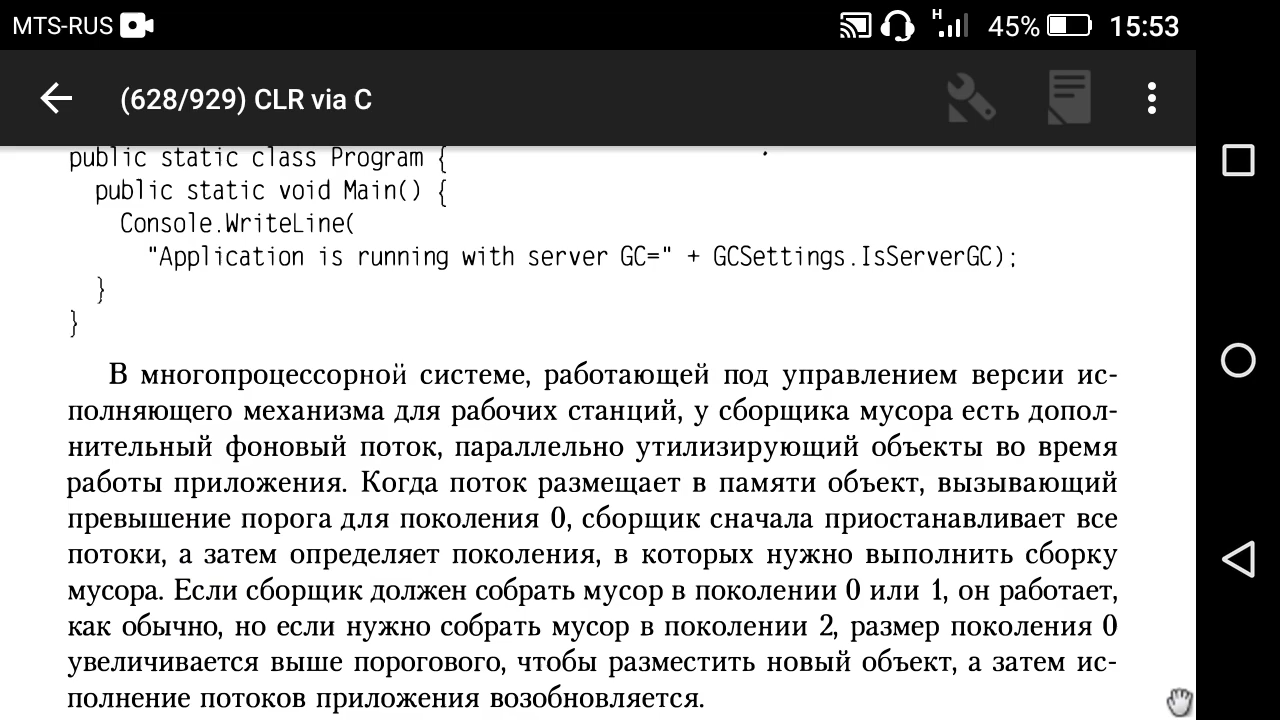 MTS-RUS H 45% 15:53
(628/929) CLR via C
public static class Program {
public static void Main() {
Console.WriteLine(
"Application is running with server GC=" + GCSettings.IsServerGC);
}
}
В многопроцессорной системе, работающей под управлением версии ис-
полняющего механизма для рабочих станций, у сборщика мусора есть допол-
нительный фоновый поток, параллельно утилизирующий объекты во время
работы приложения. Когда поток размещает в памяти объект, вызывающий
превышение порога для поколения 0, сборщик сначала приостанавливает все
потоки, а затем определяет поколения, в которых нужно выполнить сборку
мусора. Если сборщик должен собрать мусор в поколении 0 или 1, он работает,
как обычно, но если нужно собрать мусор в поколении 2, размер поколения 0
увеличивается выше порогового, чтобы разместить новый объект, а затем ис-
полнение потоков приложения возобновляется.